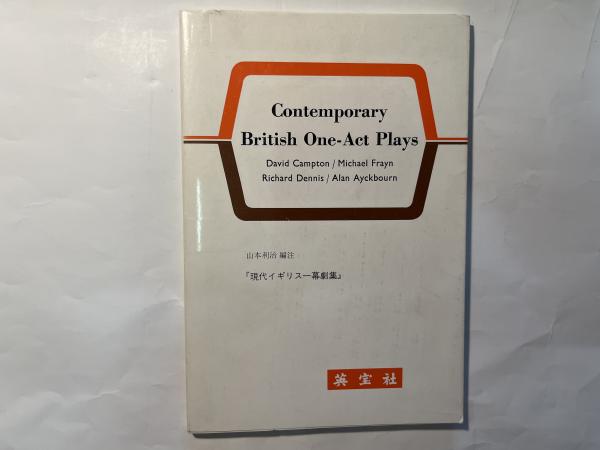 Contemporary
British One-Act Plays
David Campton / Michael Frayn
Richard Dennis / Alan Ayckbourn
山本利治 編注
『現代イギリス一幕劇集』
英宝社